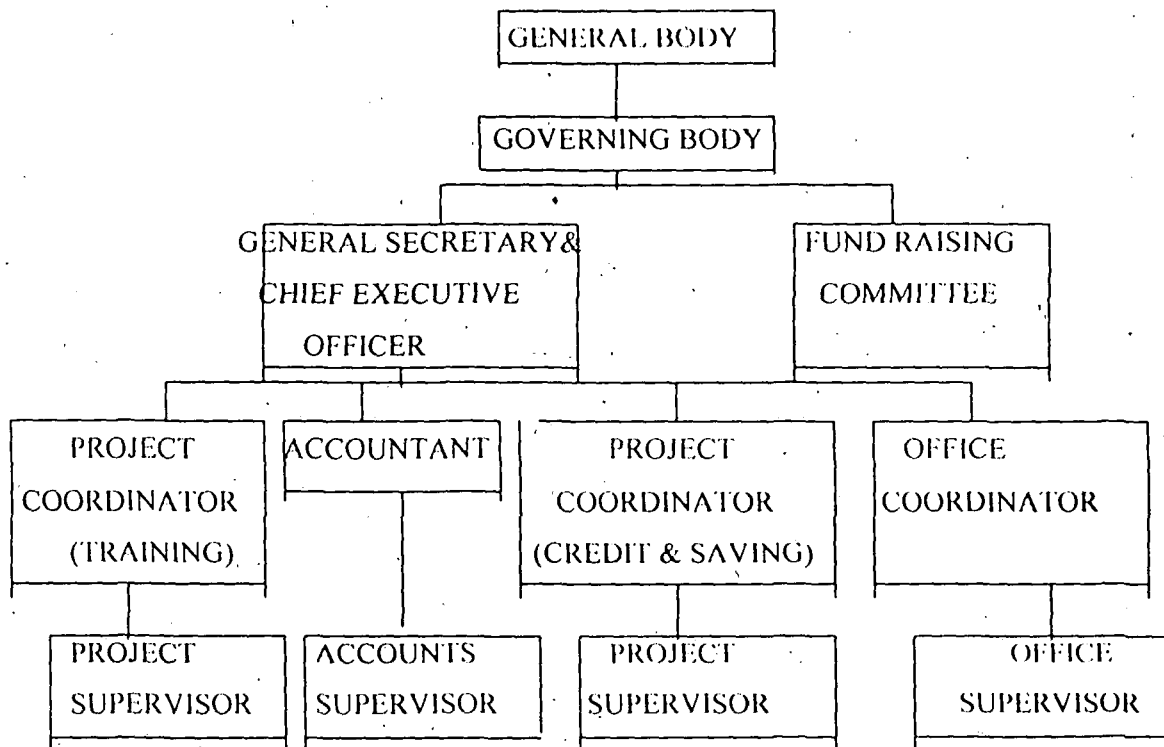 GENERAL BODY
GOVERNING BODY
GENERAL SECRETARY&
CHIEF EXECUTIVE
OFFICER
FUND RAISING
COMMITTEE
PROJECT
COORDINATOR
(TRAINING)
ACCOUNTANT
PROJECT
COORDINATOR
(CREDIT & SAVING)
OFFICE
COORDINATOR
PROJECT
SUPERVISOR
ACCOUNTS
SUPERVISOR
PROJECT
SUPERVISOR
OFFICE
SUPERVISOR